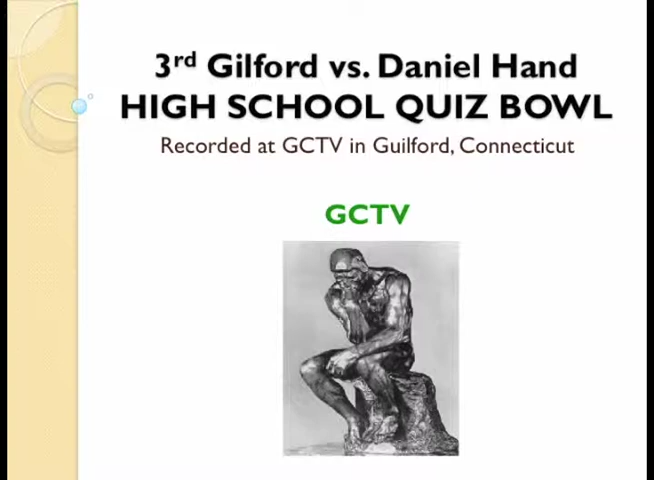 3rd Gilford vs. Daniel Hand
HIGH SCHOOL QUIZ BOWL
Recorded at GCTV in Guilford, Connecticut
GCTV